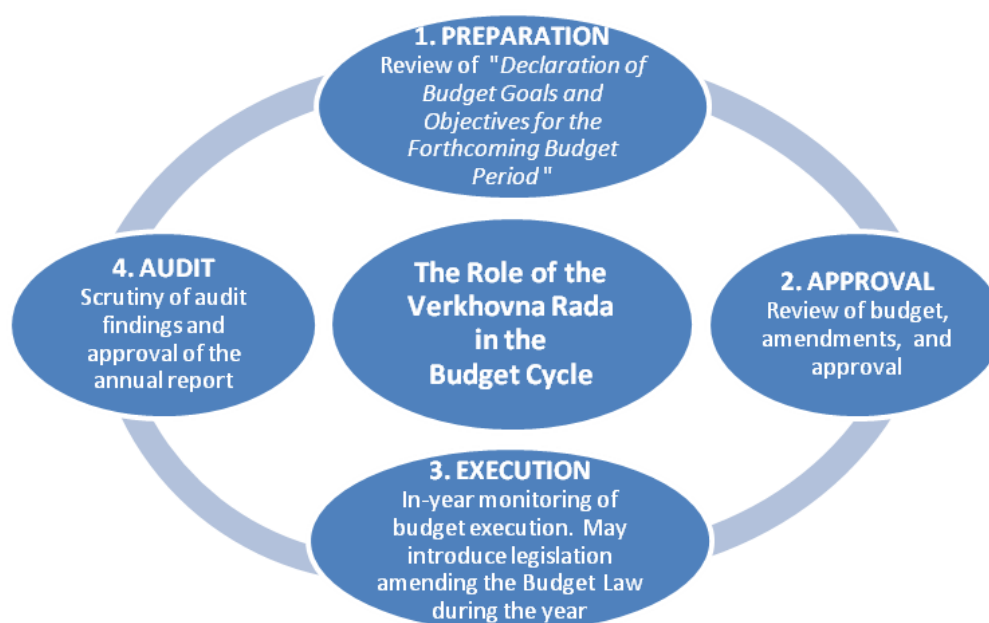 1. PREPARATION
Review of "Declaration of
Budget Goals and
Objectives for the
Forthcoming Budget
Period "
The Role of the
Verkhovna Rada
in the
Budget Cycle
2. APPROVAL
Review of budget,
amendments, and
approval
3. EXECUTION
In-year monitoring of
budget execution. May
introduce legislation
amending the Budget Law
during the year
4. AUDIT
Scrutiny of audit
findings and
approval of the
annual report